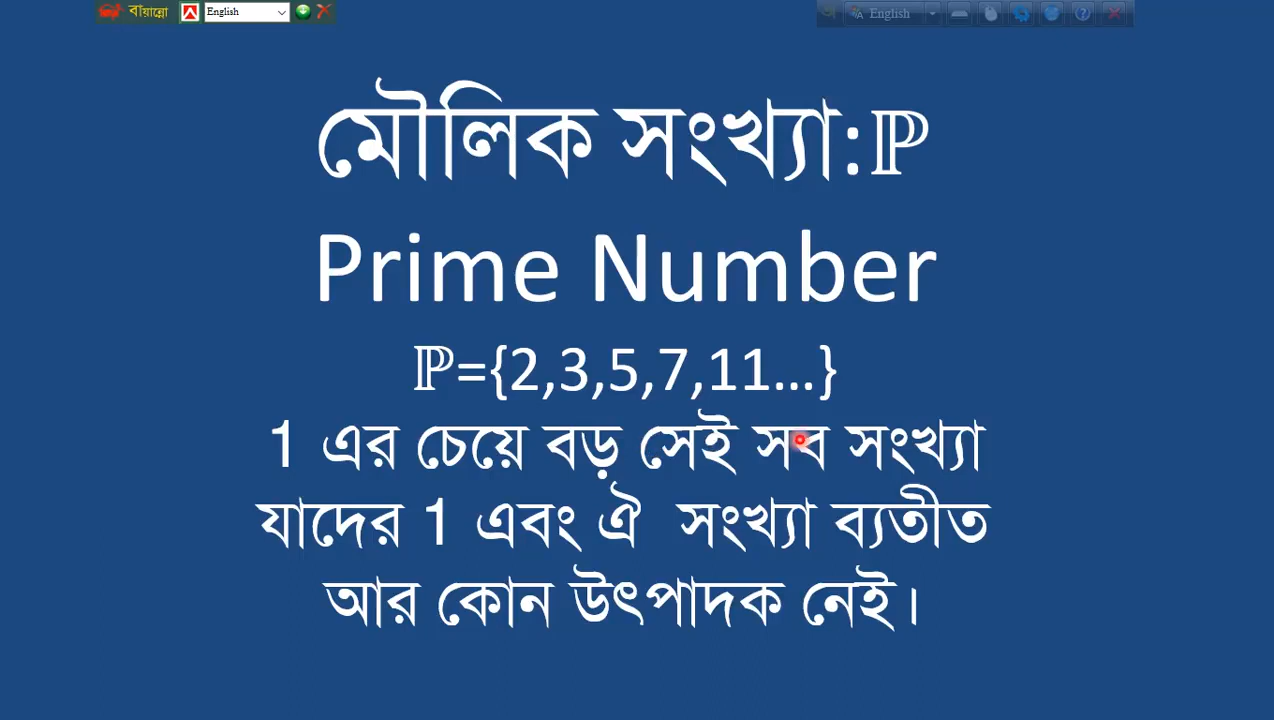 বায়ান্নো English English
মৌলিক সংখ্যা:ℙ
Prime Number
ℙ={2,3,5,7,11...}
1 এর চেয়ে বড় সেই সব সংখ্যা
যাদের 1 এবং ঐ সংখ্যা ব্যতীত
আর কোন উৎপাদক নেই।